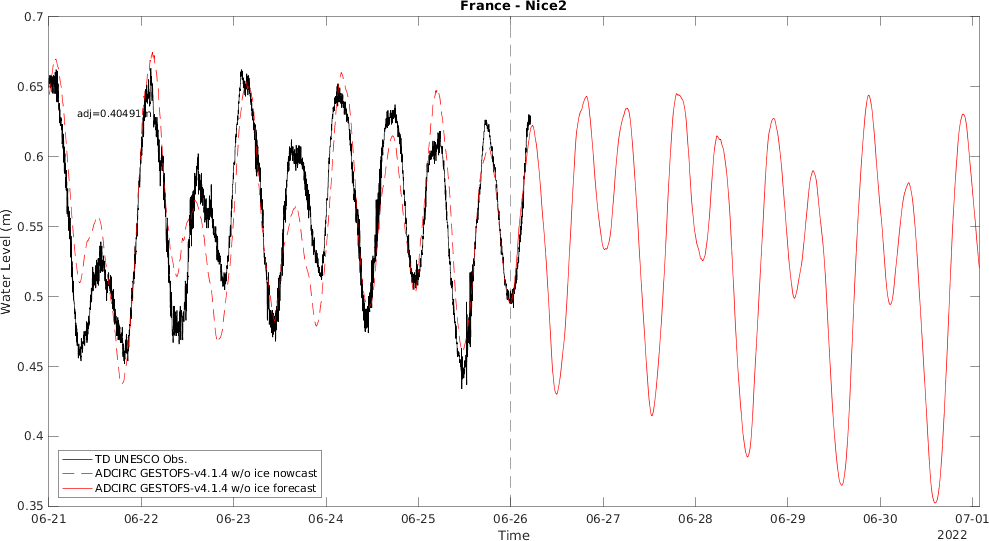 France - Nice2
0.7
0.65
0.6
0.55
0.5
0.45
0.4
0.35
Water Level (m)
adj=0.40491m
TD UNESCO Obs.
ADCIRC GESTOFS-v4.1.4 w/o ice nowcast
ADCIRC GESTOFS-v4.1.4 w/o ice forecast
06-21 06-22 06-23 06-24 06-25 06-26 06-27 06-28 06-29 06-30 07-01
Time
2022